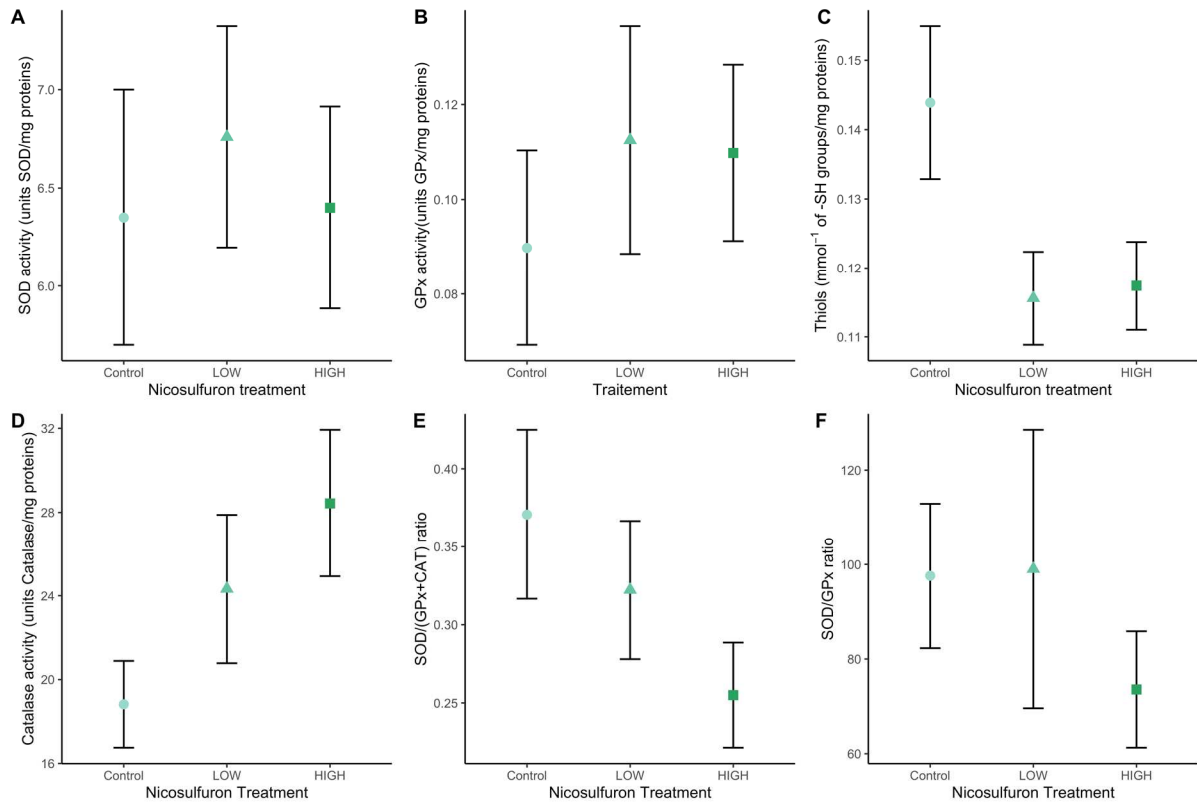 A
SOD activity (units SOD/mg proteins)
7.0
6.5
6.0
Control
LOW
HIGH
Nicosulfuron treatment
B
GPx activity(units GPx/mg proteins)
0.12
0.10
0.08
Control
LOW
HIGH
Traitement
C
Thiols (mmol⁻¹ of -SH groups/mg proteins)
0.15
0.14
0.13
0.12
0.11
Control
LOW
HIGH
Nicosulfuron treatment
D
Catalase activity (units Catalase/mg proteins)
32
28
24
20
16
Control
LOW
HIGH
Nicosulfuron Treatment
E
SOD/(GPx+CAT) ratio
0.40
0.35
0.30
0.25
Control
LOW
HIGH
Nicosulfuron Treatment
F
SOD/GPx ratio
120
100
80
60
Control
LOW
HIGH
Nicosulfuron Treatment